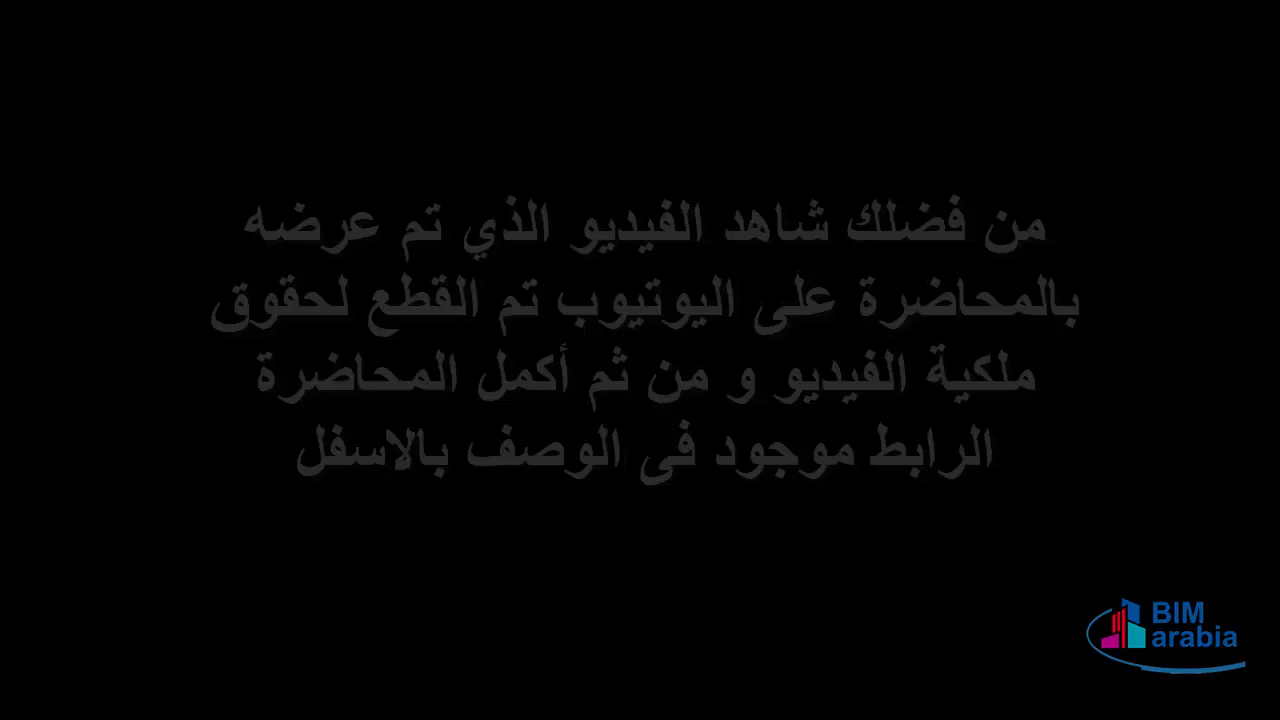 من فضلك شاهد الفيديو الذي تم عرضه
بالمحاضرة على اليوتيوب تم القطع لحقوق
ملكية الفيديو و من ثم أكمل المحاضرة
الرابط موجود فى الوصف بالاسفل
BIM
arabia